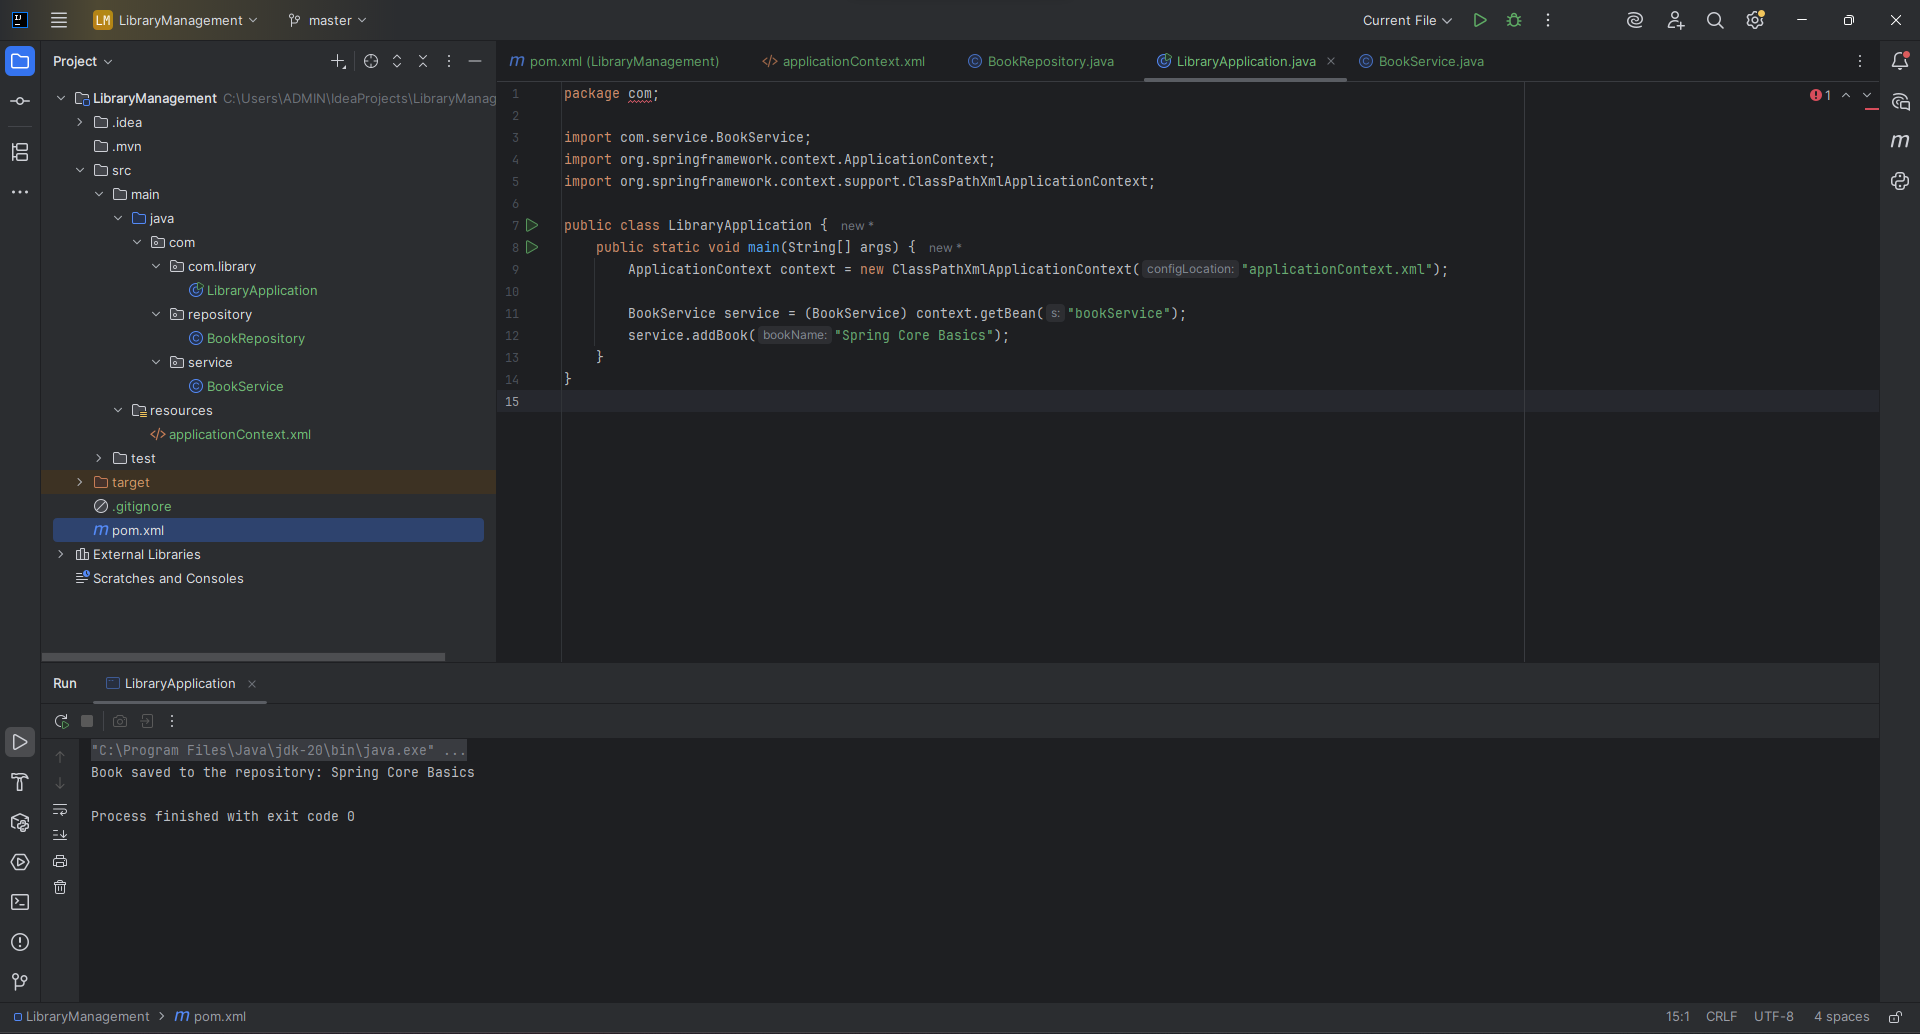 LM LibraryManagement master Current File
Project
pom.xml (LibraryManagement) applicationContext.xml BookRepository.java LibraryApplication.java BookService.java
LibraryManagement C:\Users\ADMIN\IdeaProjects\LibraryManag
.idea
.mvn
src
main
java
com
com.library
LibraryApplication
repository
BookRepository
service
BookService
resources
applicationContext.xml
test
target
.gitignore
pom.xml
External Libraries
Scratches and Consoles
1 package com;
2
3 import com.service.BookService;
4 import org.springframework.context.ApplicationContext;
5 import org.springframework.context.support.ClassPathXmlApplicationContext;
6
7 public class LibraryApplication { new *
8 public static void main(String[] args) { new *
9 ApplicationContext context = new ClassPathXmlApplicationContext( configLocation: "applicationContext.xml");
10
11 BookService service = (BookService) context.getBean( s: "bookService");
12 service.addBook( bookName: "Spring Core Basics");
13 }
14 }
15
1
Run LibraryApplication
"C:\Program Files\Java\jdk-20\bin\java.exe" ...
Book saved to the repository: Spring Core Basics
Process finished with exit code 0
LibraryManagement > pom.xml 15:1 CRLF UTF-8 4 spaces